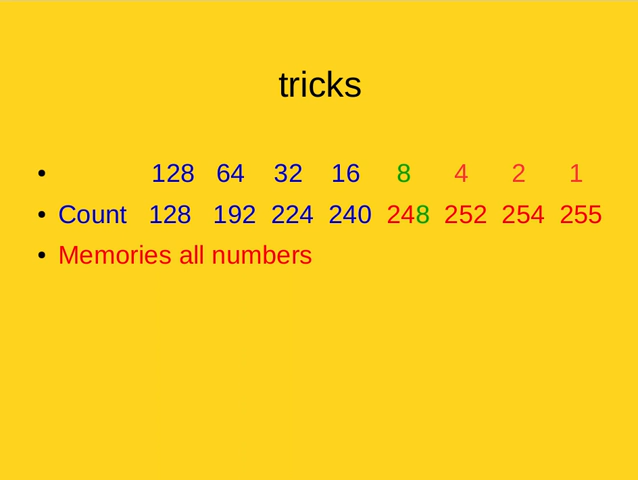 tricks
• 128 64 32 16 8 4 2 1
• Count 128 192 224 240 248 252 254 255
• Memories all numbers